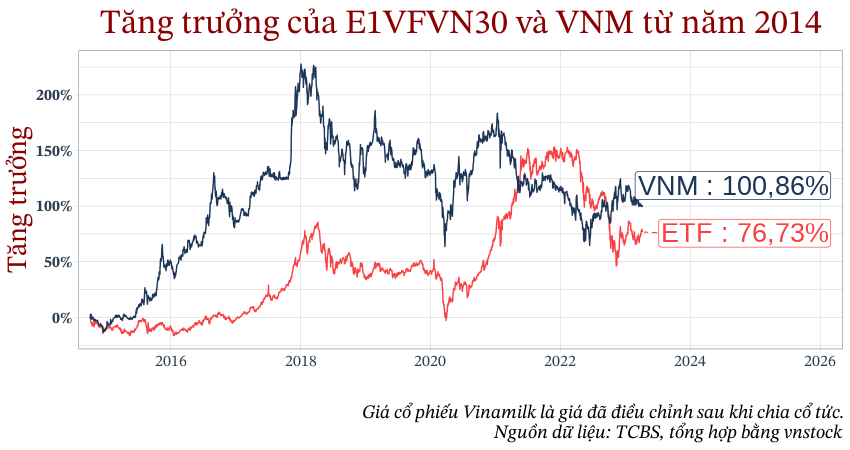 Tăng trưởng của E1VFVN30 và VNM từ năm 2014
Tăng trưởng
200%
150%
100%
50%
0%
VNM : 100,86%
ETF : 76,73%
2016
2018
2020
2022
2024
2026
Giá cổ phiếu Vinamilk là giá đã điều chỉnh sau khi chia cổ tức.
Nguồn dữ liệu: TCBS, tổng hợp bằng vnstock